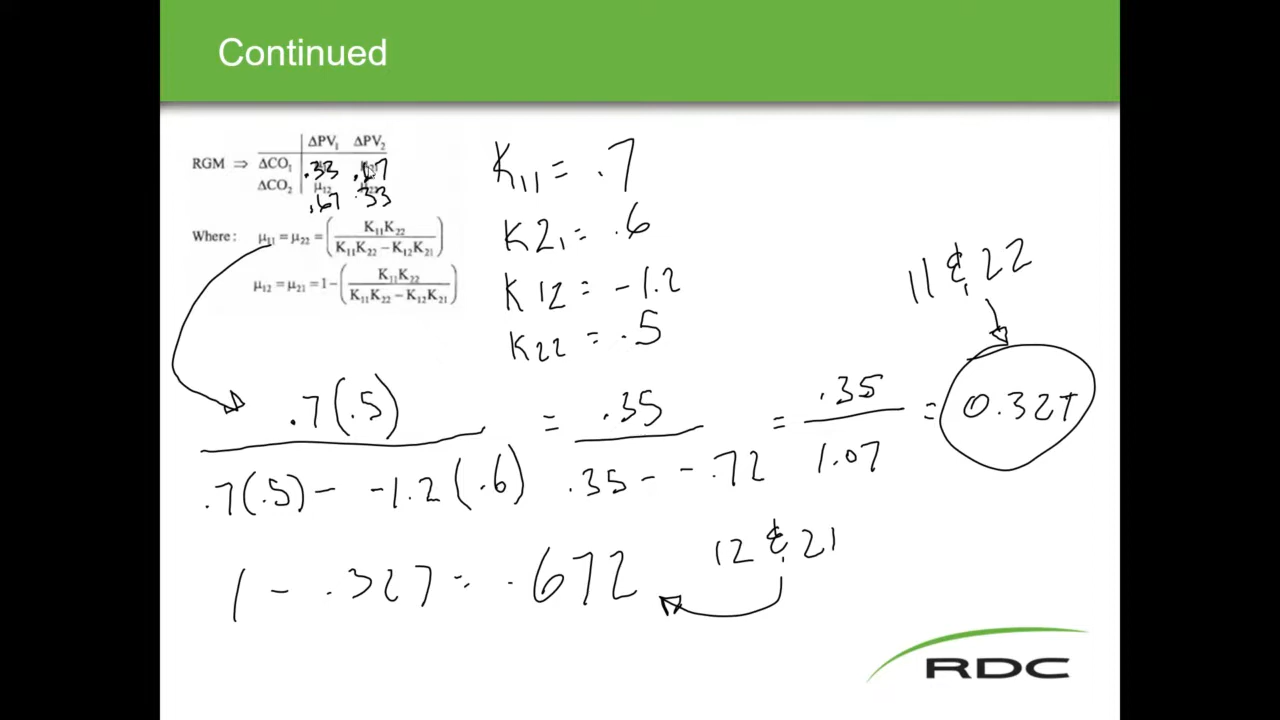 Continued
ΔPV₁ ΔPV₂
RGM ⇒ ΔCO₁ .33 .67
ΔCO₂ μ₁₂
.67 .33
Where: μ₁₁ = μ₂₂ = (K₁₁K₂₂ / K₁₁K₂₂ − K₁₂K₂₁)
μ₁₂ = μ₂₁ = 1 − (K₁₁K₂₂ / K₁₁K₂₂ − K₁₂K₂₁)
K11 = .7
K21 = .6
K12 = -1.2
K22 = .5
11 & 22
.7(.5) / .7(.5) - -1.2(.6) = .35 / .35 - -.72 = .35 / 1.07 = 0.327
1 - .327 = .672
12 & 21
RDC